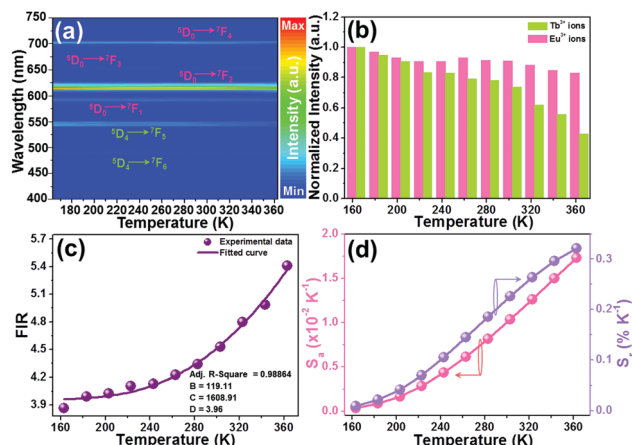 (a)
Wavelength (nm)
750
700
650
600
550
500
450
400
⁵D₀→⁷F₄
⁵D₀→⁷F₃
⁵D₀→⁷F₂
⁵D₀→⁷F₁
⁵D₄→⁷F₅
⁵D₄→⁷F₆
180 200 220 240 260 280 300 320 340 360
Temperature (K)
Max
Intensity (a.u.)
Min
(b)
Normalized Intensity (a.u.)
1.2
1.0
0.8
0.6
0.4
0.2
0.0
Tb³⁺ ions
Eu³⁺ ions
160 200 240 280 320 360
Temperature (K)
(c)
FIR
5.4
5.1
4.8
4.5
4.2
3.9
Experimental data
Fitted curve
Adj. R-Square = 0.98864
B = 119.11
C = 1608.91
D = 3.96
160 200 240 280 320 360
Temperature (K)
(d)
Sₐ (x10⁻² K⁻¹)
2.0
1.5
1.0
0.5
0.0
Sᵣ (% K⁻¹)
0.3
0.2
0.1
0.0
160 200 240 280 320 360
Temperature (K)